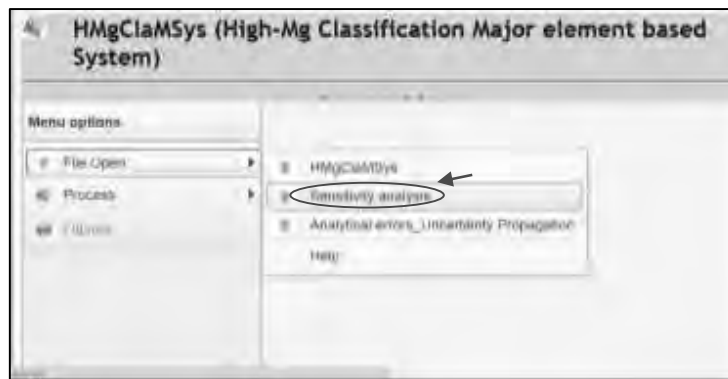 HMgClaMSys (High-Mg Classification Major element based
System)
Menu options
File Open
Process
HMgClaMSys
Sensitivity analysis
Analytical errors_Uncertainty Propagation
Help